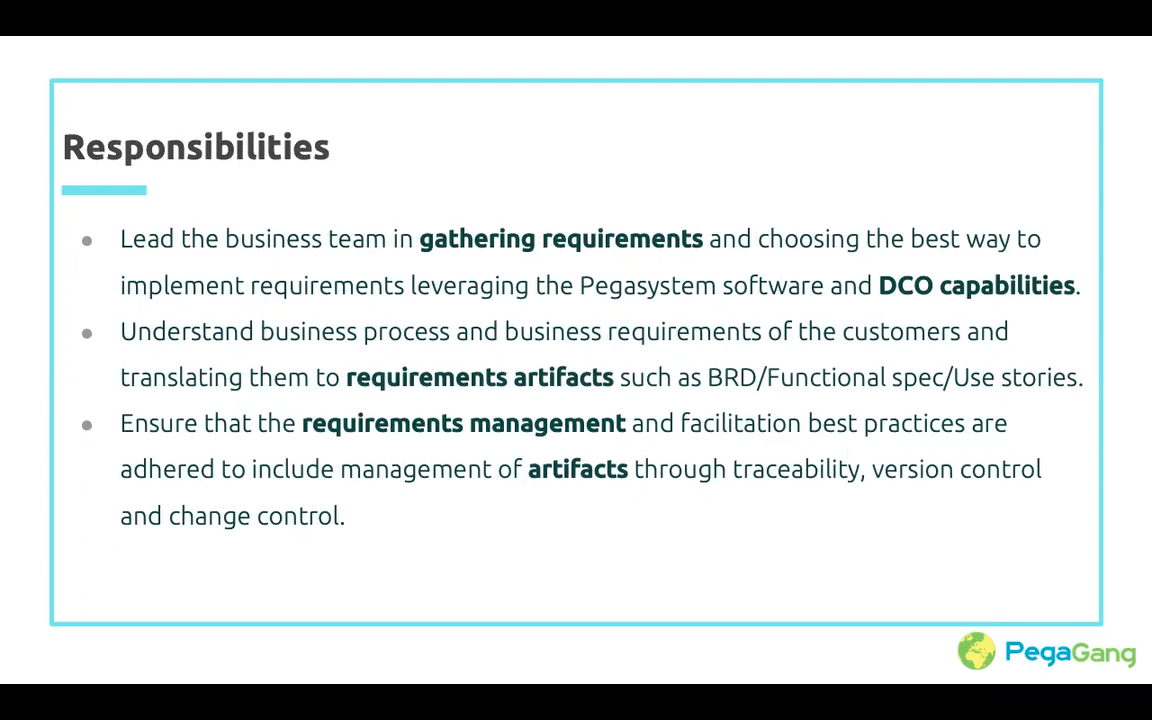 Responsibilities
● Lead the business team in gathering requirements and choosing the best way to
implement requirements leveraging the Pegasystem software and DCO capabilities.
● Understand business process and business requirements of the customers and
translating them to requirements artifacts such as BRD/Functional spec/Use stories.
● Ensure that the requirements management and facilitation best practices are
adhered to include management of artifacts through traceability, version control
and change control.
PegaGang